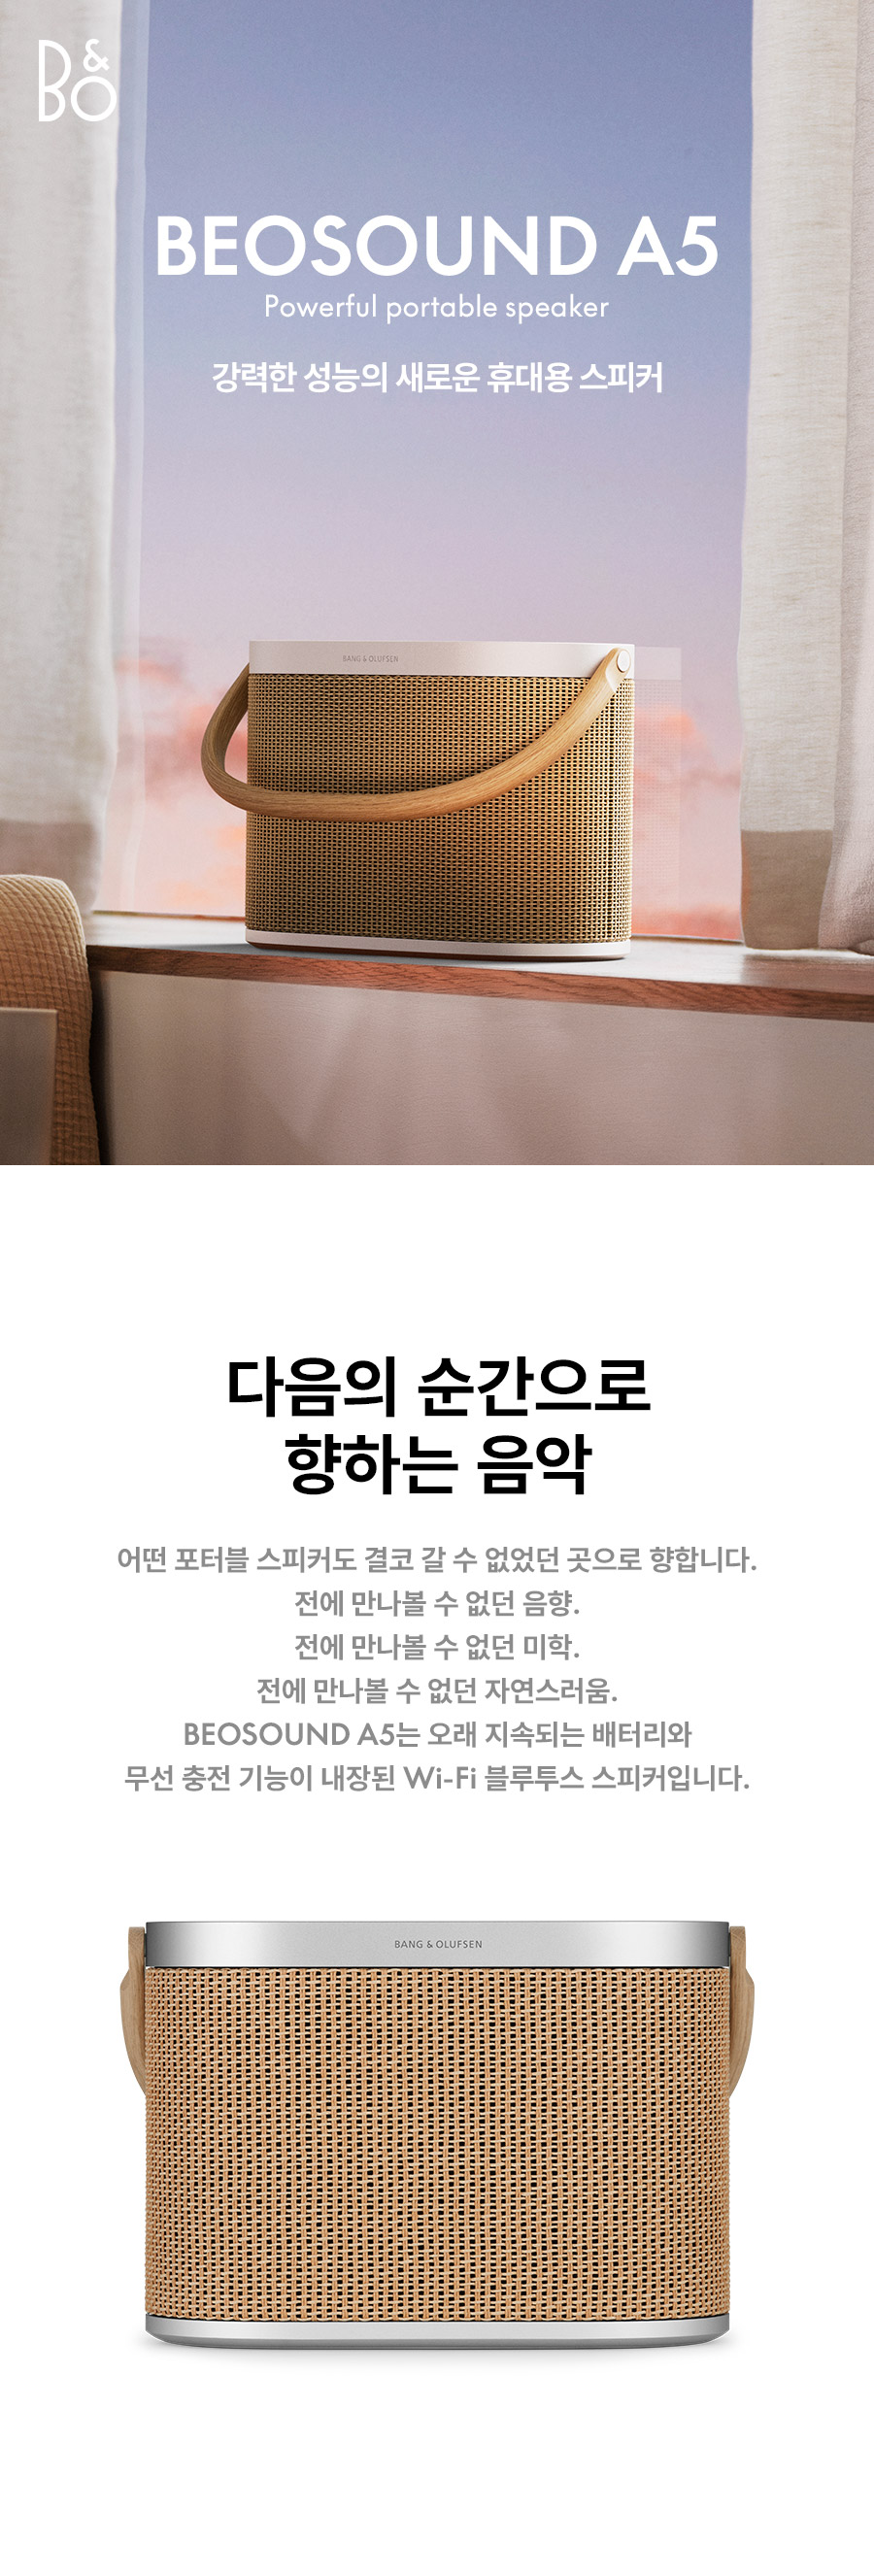 B&O
BEOSOUND A5
Powerful portable speaker
강력한 성능의 새로운 휴대용 스피커
BANG & OLUFSEN
다음의 순간으로
향하는 음악
어떤 포터블 스피커도 결코 갈 수 없었던 곳으로 향합니다.
전에 만나볼 수 없던 음향.
전에 만나볼 수 없던 미학.
전에 만나볼 수 없던 자연스러움.
BEOSOUND A5는 오래 지속되는 배터리와
무선 충전 기능이 내장된 Wi-Fi 블루투스 스피커입니다.
BANG & OLUFSEN